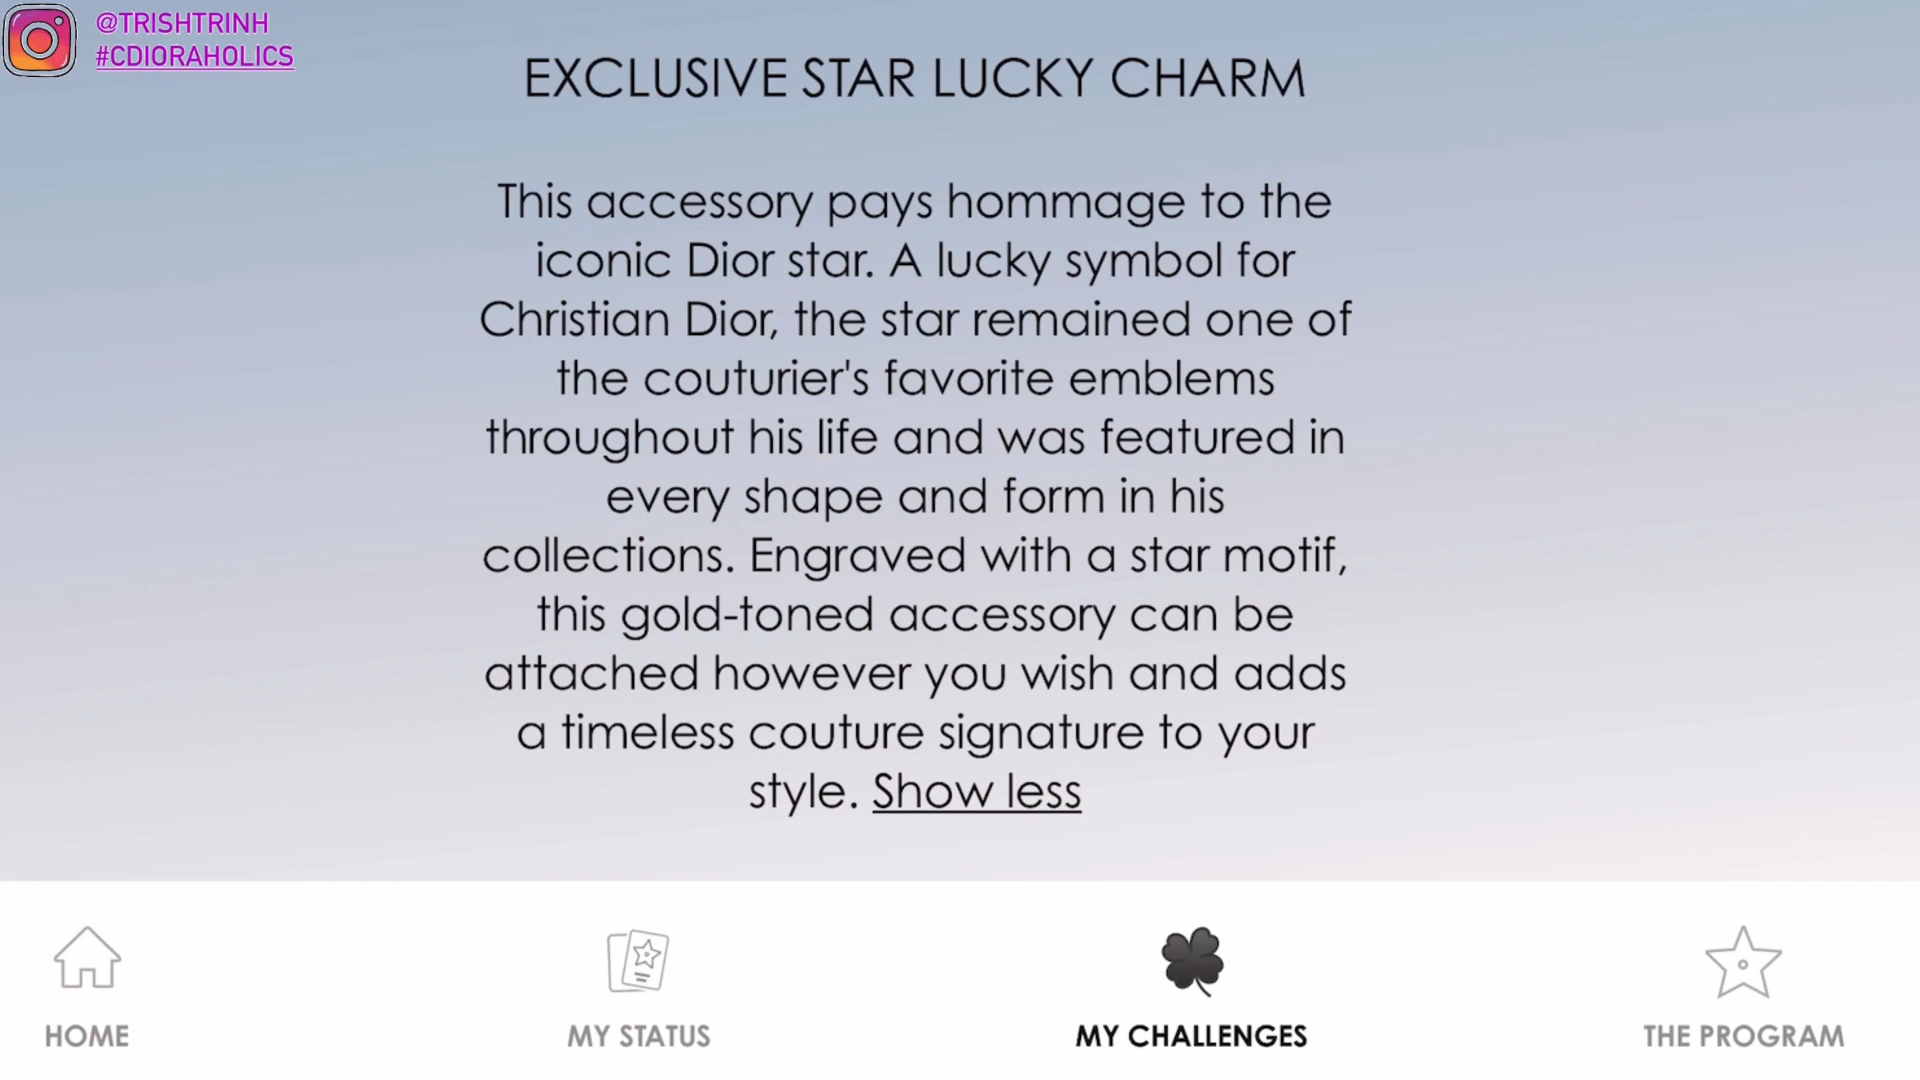 @TRISHTRINH
#CDIORAHOLICS
EXCLUSIVE STAR LUCKY CHARM
This accessory pays hommage to the
iconic Dior star. A lucky symbol for
Christian Dior, the star remained one of
the couturier's favorite emblems
throughout his life and was featured in
every shape and form in his
collections. Engraved with a star motif,
this gold-toned accessory can be
attached however you wish and adds
a timeless couture signature to your
style. Show less
HOME
MY STATUS
MY CHALLENGES
THE PROGRAM